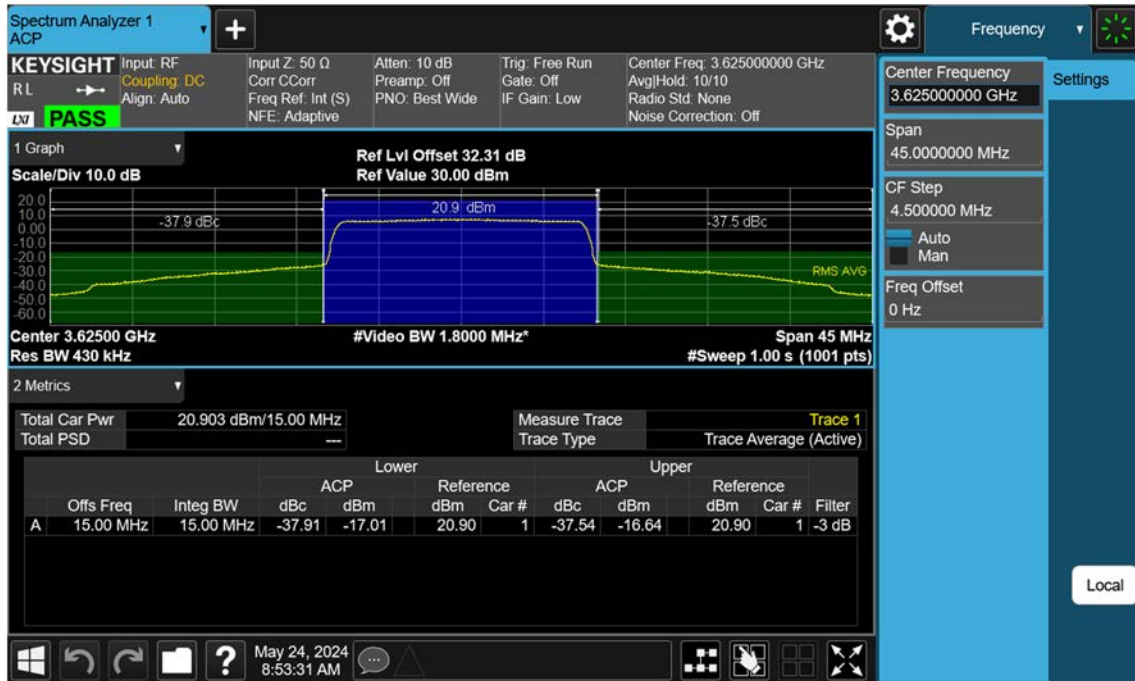 Spectrum Analyzer 1
ACP
+
Frequency
KEYSIGHT
RL
LXI
PASS
Input: RF
Coupling: DC
Align: Auto
Input Z: 50 Ω
Corr CCorr
Freq Ref: Int (S)
NFE: Adaptive
Atten: 10 dB
Preamp: Off
PNO: Best Wide
Trig: Free Run
Gate: Off
IF Gain: Low
Center Freq: 3.625000000 GHz
Avg|Hold: 10/10
Radio Std: None
Noise Correction: Off
Center Frequency
3.625000000 GHz
Settings
Span
45.0000000 MHz
CF Step
4.500000 MHz
Auto
Man
Freq Offset
0 Hz
1 Graph
Scale/Div 10.0 dB
Ref Lvl Offset 32.31 dB
Ref Value 30.00 dBm
20.0
10.0
0.00
-10.0
-20.0
-30.0
-40.0
-50.0
-60.0
-37.9 dBc
20.9 dBm
-37.5 dBc
RMS AVG
Center 3.62500 GHz
#Video BW 1.8000 MHz*
Span 45 MHz
Res BW 430 kHz
#Sweep 1.00 s (1001 pts)
2 Metrics
Total Car Pwr 20.903 dBm/15.00 MHz
Total PSD ---
Measure Trace Trace 1
Trace Type Trace Average (Active)
Lower Upper
ACP Reference ACP Reference
Offs Freq Integ BW dBc dBm dBm Car # dBc dBm dBm Car # Filter
A 15.00 MHz 15.00 MHz -37.91 -17.01 20.90 1 -37.54 -16.64 20.90 1 -3 dB
Local
?
May 24, 2024
8:53:31 AM